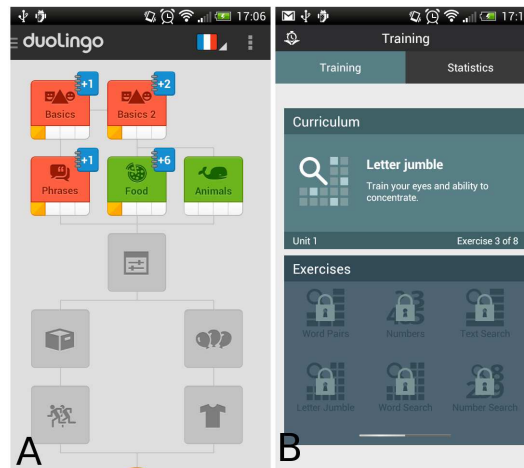 17:06
duolingo
+1
+2
Basics
Basics 2
+1
+6
Phrases
Food
Animals
A
17:1
Training
Training
Statistics
Curriculum
Letter jumble
Train your eyes and ability to
concentrate.
Unit 1
Exercise 3 of 8
Exercises
Word Pairs
Numbers
Text Search
Letter-Jumble
Word Search
Number Search
B